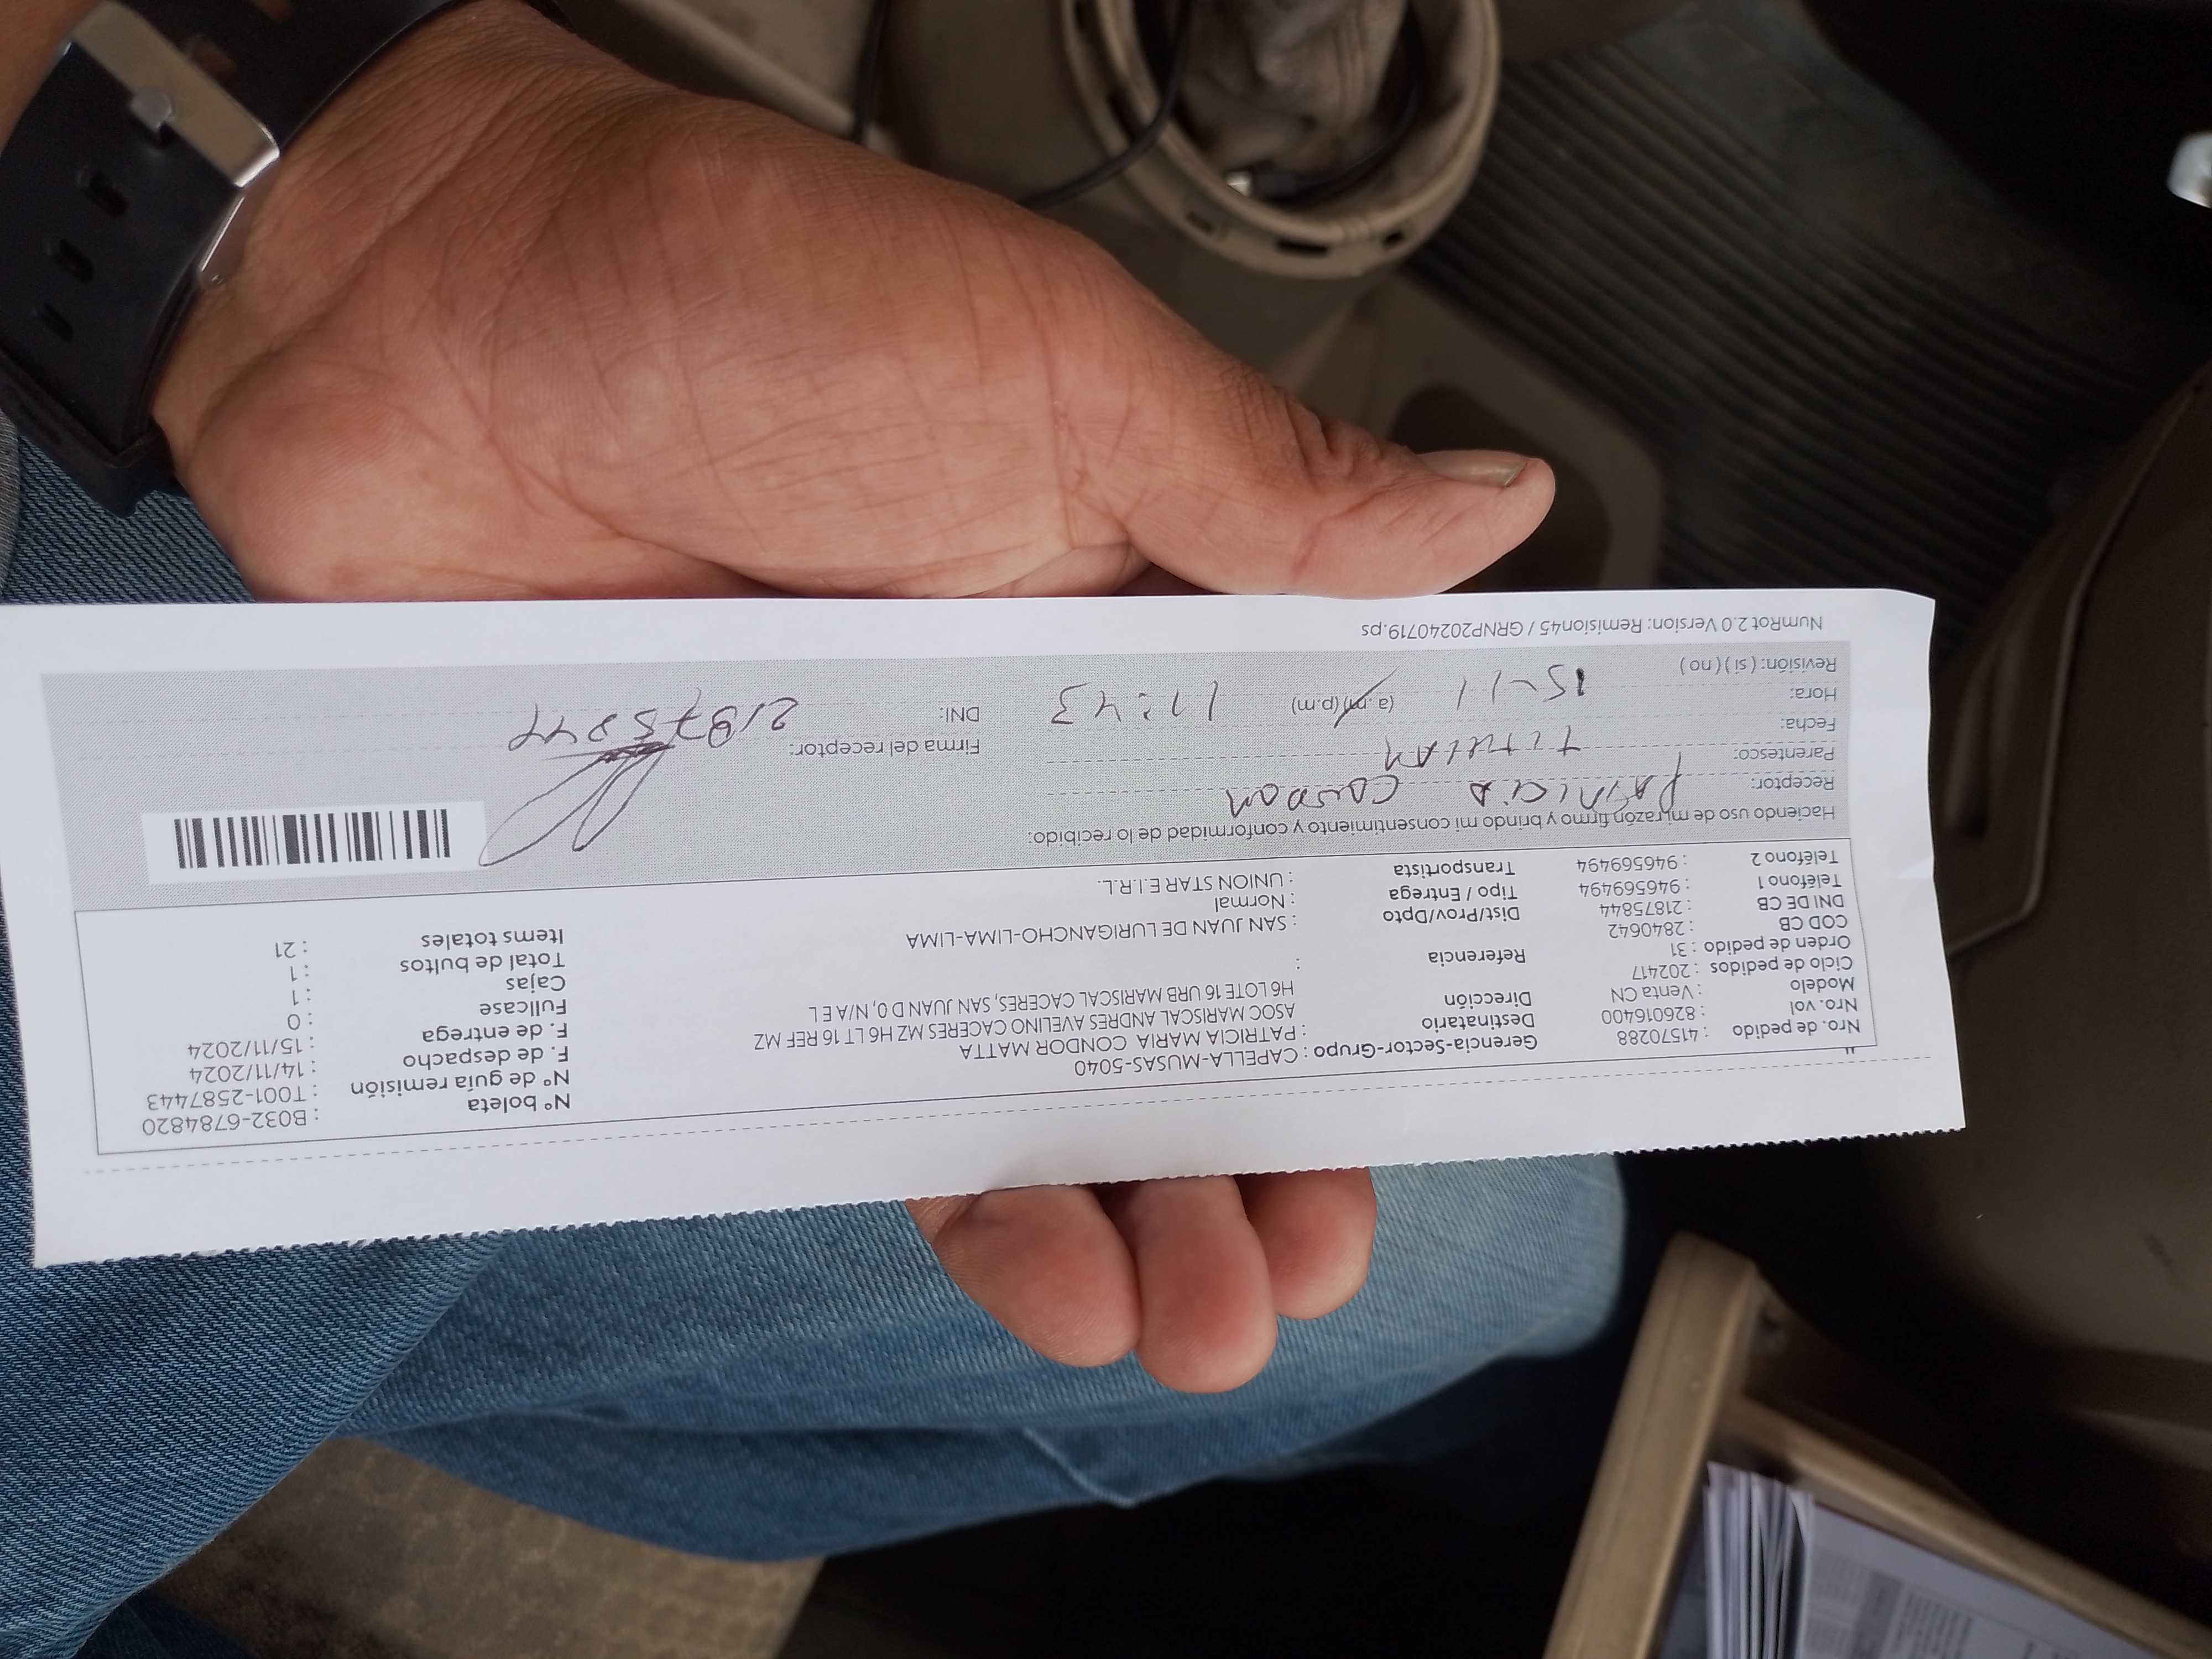 Nro. de pedido : 41570288 Gerencia-Sector-Grupo : CAPELLA-MUSAS-5040 N° boleta : B032-6784820
Nro. vol : 826016400 Destinatario : PATRICIA MARIA CONDOR MATTA N° de guía remisión : T001-2587443
Modelo : Venta CN Dirección ASOC MARISCAL ANDRES AVELINO CACERES MZ H6 LT 16 REF MZ F. de despacho : 14/11/2024
Ciclo de pedidos : 202417 H6 LOTE 16 URB MARISCAL CACERES, SAN JUAN D 0, N/A E L F. de entrega : 15/11/2024
Orden de pedido : 31 Referencia : Fullcase : 0
COD CB : 2840642 Dist/Prov/Dpto : SAN JUAN DE LURIGANCHO-LIMA-LIMA Cajas : 1
DNI DE CB : 21875844 Tipo / Entrega : Normal Total de bultos : 1
Teléfono 1 : 946569494 Transportista : UNION STAR E.I.R.L. Items totales : 21
Teléfono 2 : 946569494
Haciendo uso de mi razón firmo y brindo mi consentimiento y conformidad de lo recibido:
Receptor: PATRICIA CONDOR
Parentesco: TITULAR Firma del receptor:
Fecha: 15-11
Hora: (a.m) (p.m) 11:43 DNI: 21875844
Revisión: ( si ) ( no )
NumRot 2.0 Version: Remision45 / GRNP20240719.ps